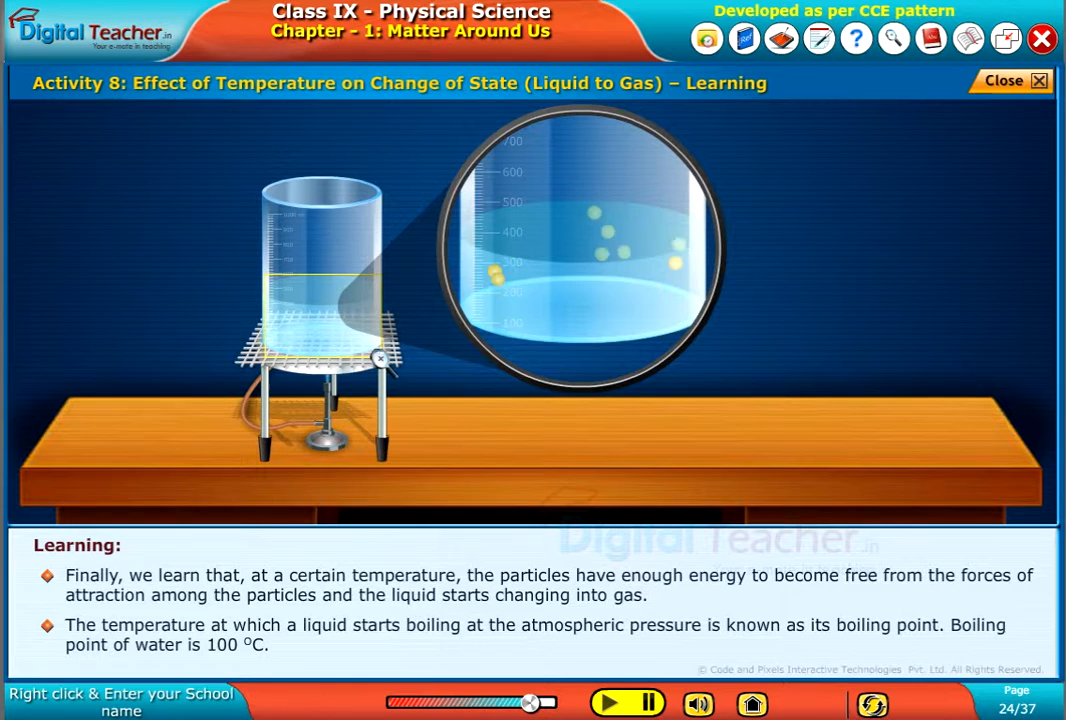 Class IX - Physical Science
Chapter - 1: Matter Around Us
Developed as per CCE pattern
Digital Teacher.in
Your e-mate in teaching
Ref
Activity 8: Effect of Temperature on Change of State (Liquid to Gas) – Learning
Close
700
600
500
400
300
200
100
Digital Teacher.in
Learning:
Finally, we learn that, at a certain temperature, the particles have enough energy to become free from the forces of
attraction among the particles and the liquid starts changing into gas.
The temperature at which a liquid starts boiling at the atmospheric pressure is known as its boiling point. Boiling
point of water is 100 °C.
© Code and Pixels Interactive Technologies Pvt. Ltd. All Rights Reserved.
Right click & Enter your School
name
Page
24/37